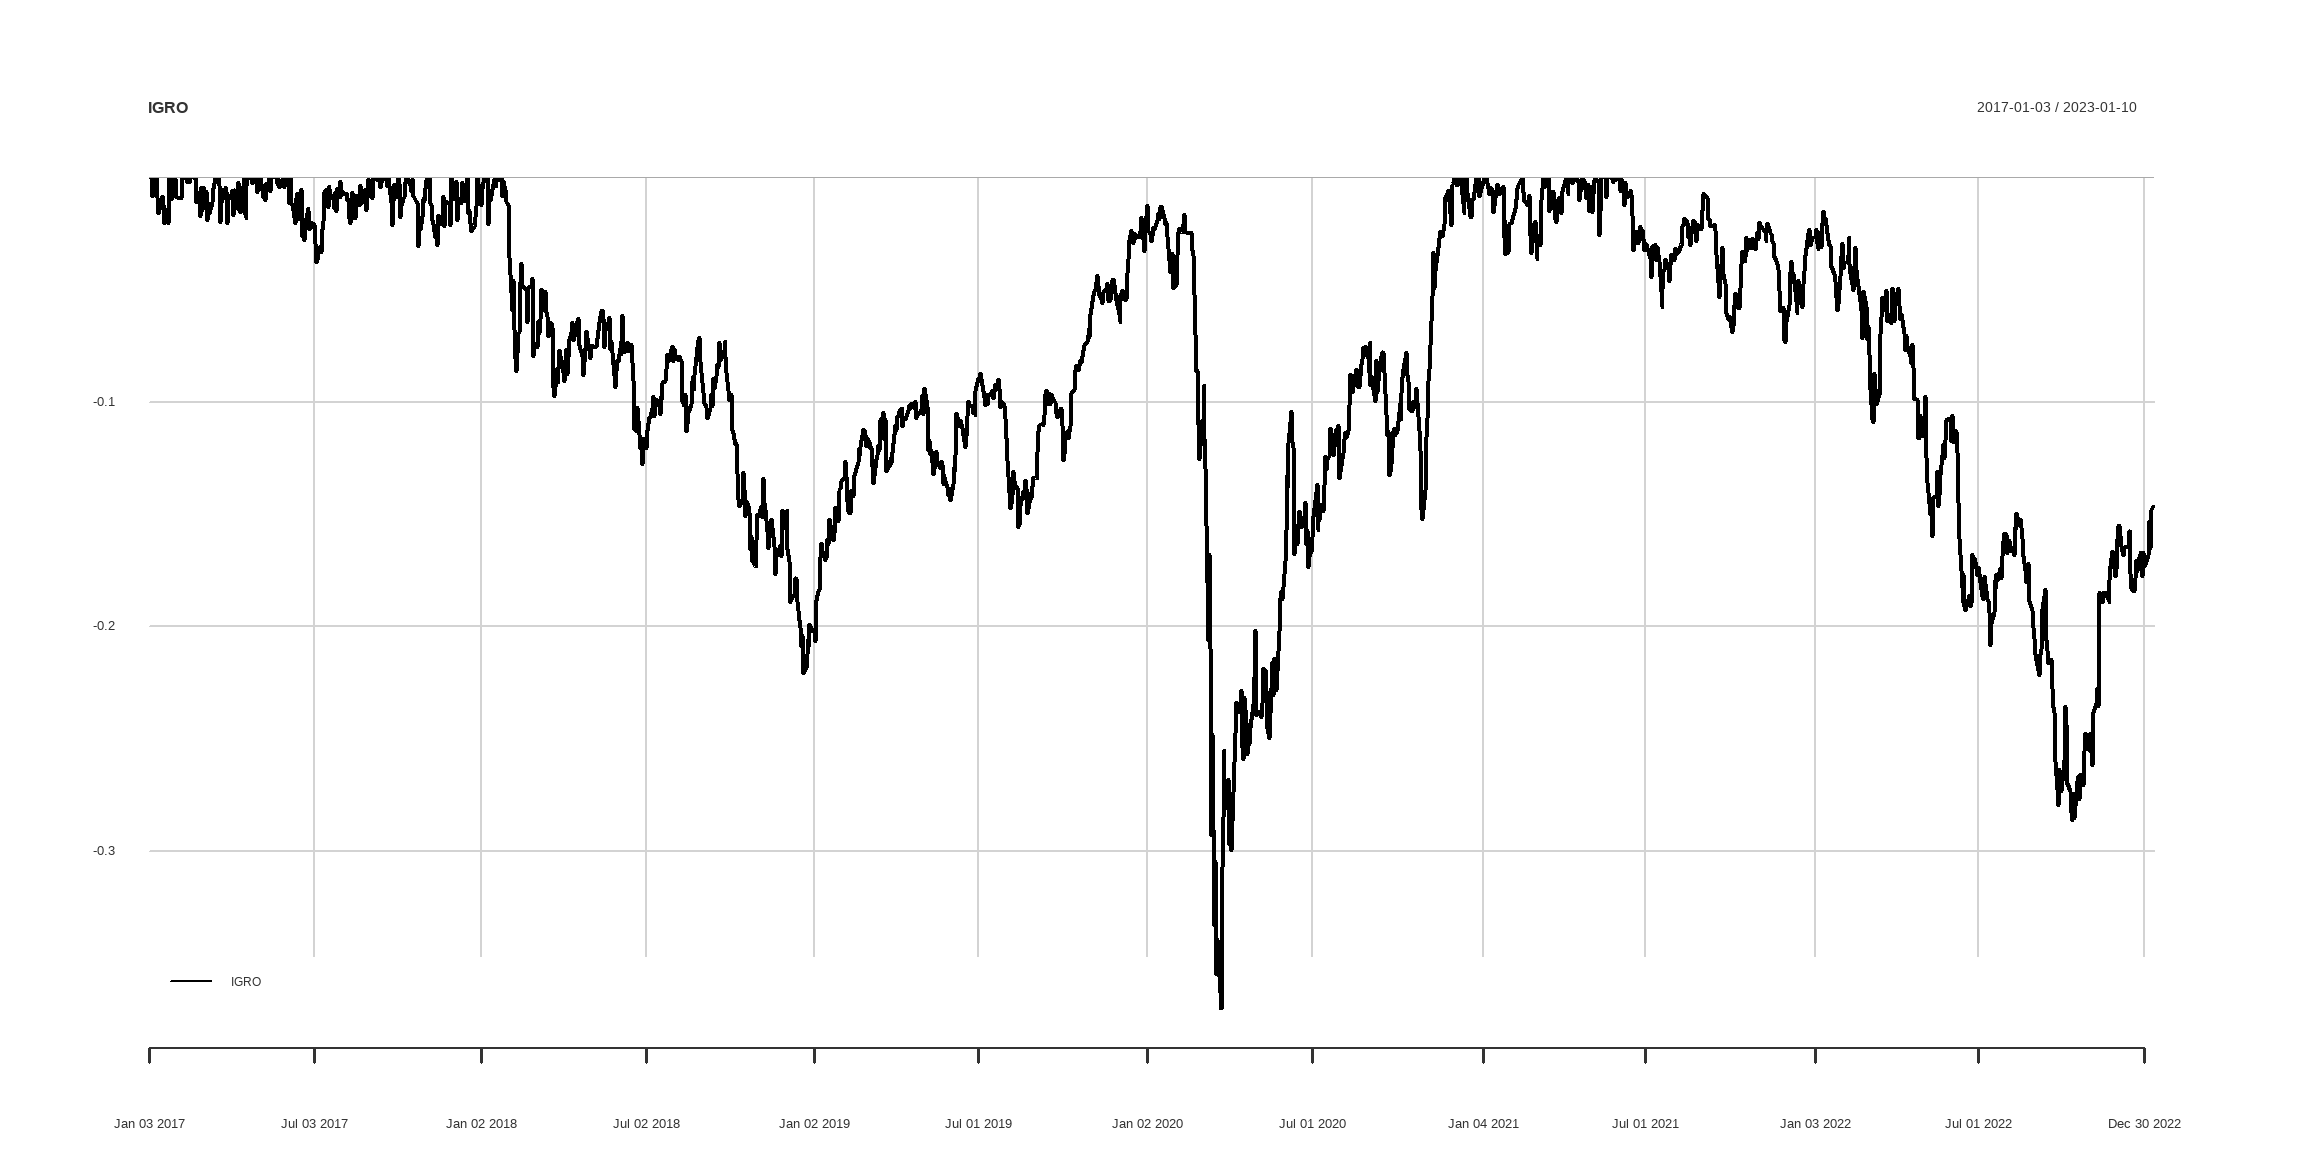 IGRO
2017-01-03 / 2023-01-10
-0.1
-0.2
-0.3
IGRO
Jan 03 2017
Jul 03 2017
Jan 02 2018
Jul 02 2018
Jan 02 2019
Jul 01 2019
Jan 02 2020
Jul 01 2020
Jan 04 2021
Jul 01 2021
Jan 03 2022
Jul 01 2022
Dec 30 2022